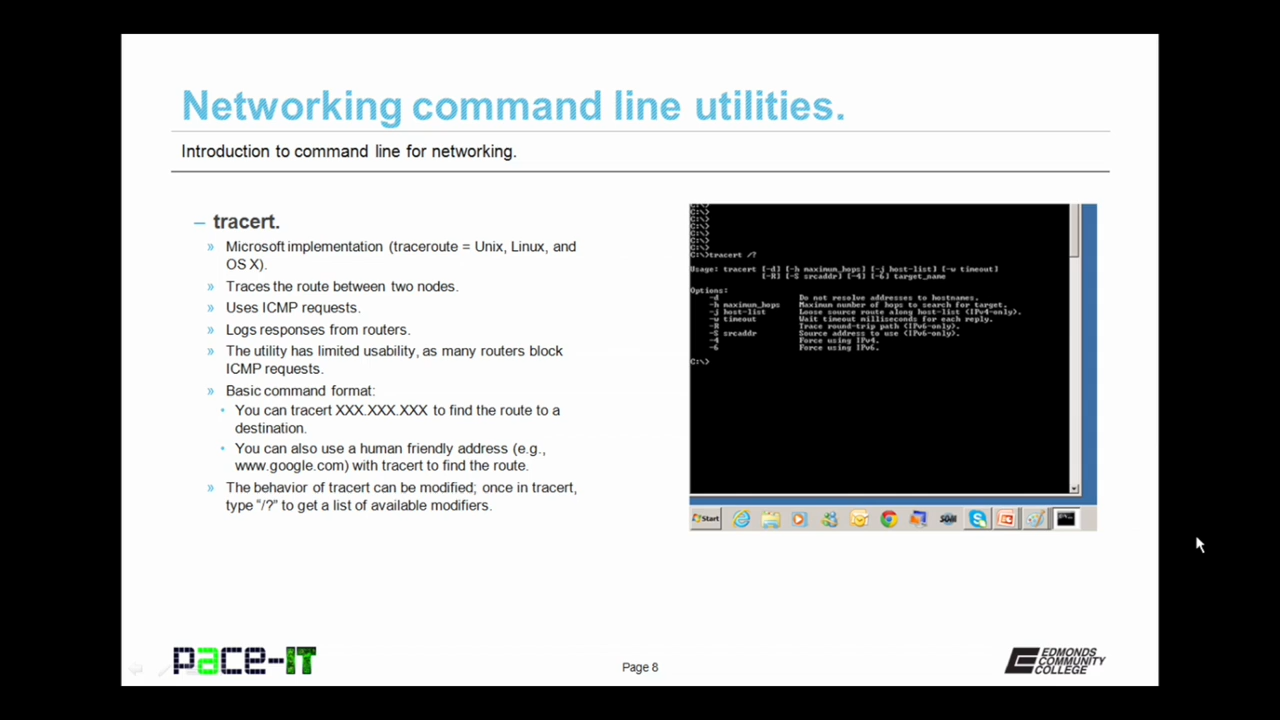 Networking command line utilities.
Introduction to command line for networking.
– tracert.
» Microsoft implementation (traceroute = Unix, Linux, and
OS X).
» Traces the route between two nodes.
» Uses ICMP requests.
» Logs responses from routers.
» The utility has limited usability, as many routers block
ICMP requests.
» Basic command format:
• You can tracert XXX.XXX.XXX to find the route to a
destination.
• You can also use a human friendly address (e.g.,
www.google.com) with tracert to find the route.
» The behavior of tracert can be modified; once in tracert,
type “/?” to get a list of available modifiers.
C:\>
C:\>
C:\>
C:\>
C:\>
C:\>
C:\>
C:\>tracert /?
Usage: tracert [-d] [-h maximum_hops] [-j host-list] [-w timeout]
[-R] [-S srcaddr] [-4] [-6] target_name
Options:
-d Do not resolve addresses to hostnames.
-h maximum_hops Maximum number of hops to search for target.
-j host-list Loose source route along host-list (IPv4-only).
-w timeout Wait timeout milliseconds for each reply.
-R Trace round-trip path (IPv6-only).
-S srcaddr Source address to use (IPv6-only).
-4 Force using IPv4.
-6 Force using IPv6.
C:\>
Start
pace-IT
Page 8
EDMONDS
COMMUNITY
COLLEGE